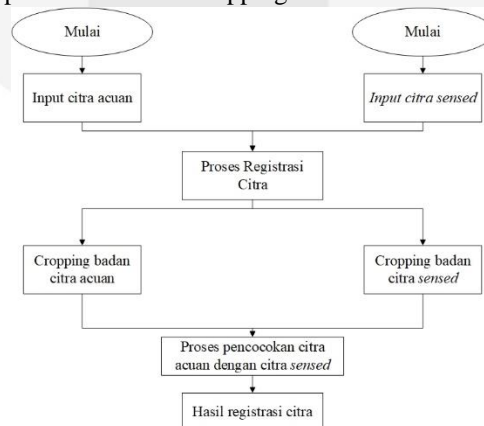 Mulai
Mulai
Input citra acuan
Input citra sensed
Proses Registrasi
Citra
Cropping badan
citra acuan
Cropping badan
citra sensed
Proses pencocokan citra
acuan dengan citra sensed
Hasil registrasi citra